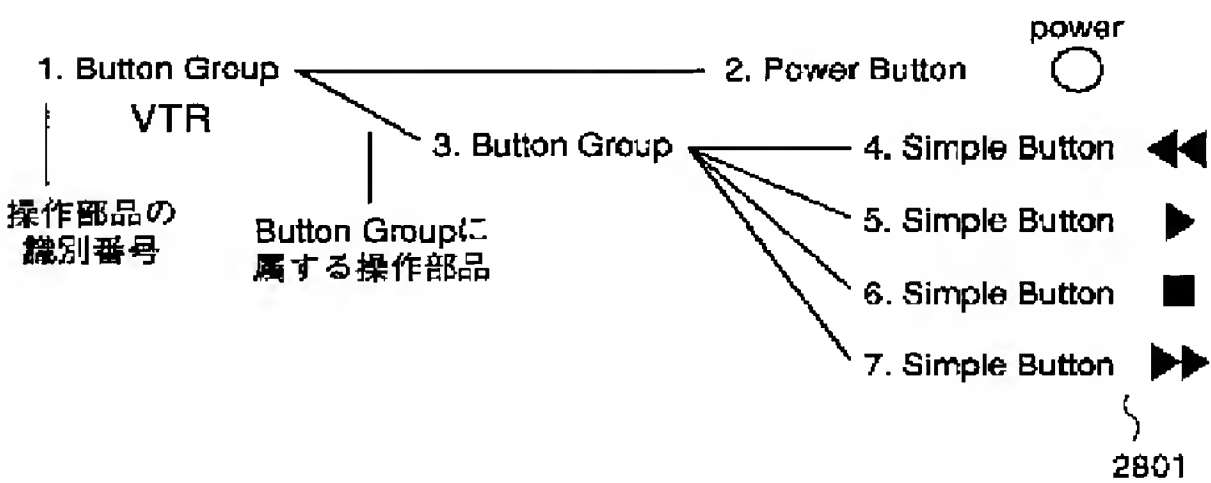 power
1. Button Group
2. Power Button
VTR
3. Button Group
4. Simple Button
操作部品の
識別番号
Button Groupに
属する操作部品
5. Simple Button
6. Simple Button
7. Simple Button
2801